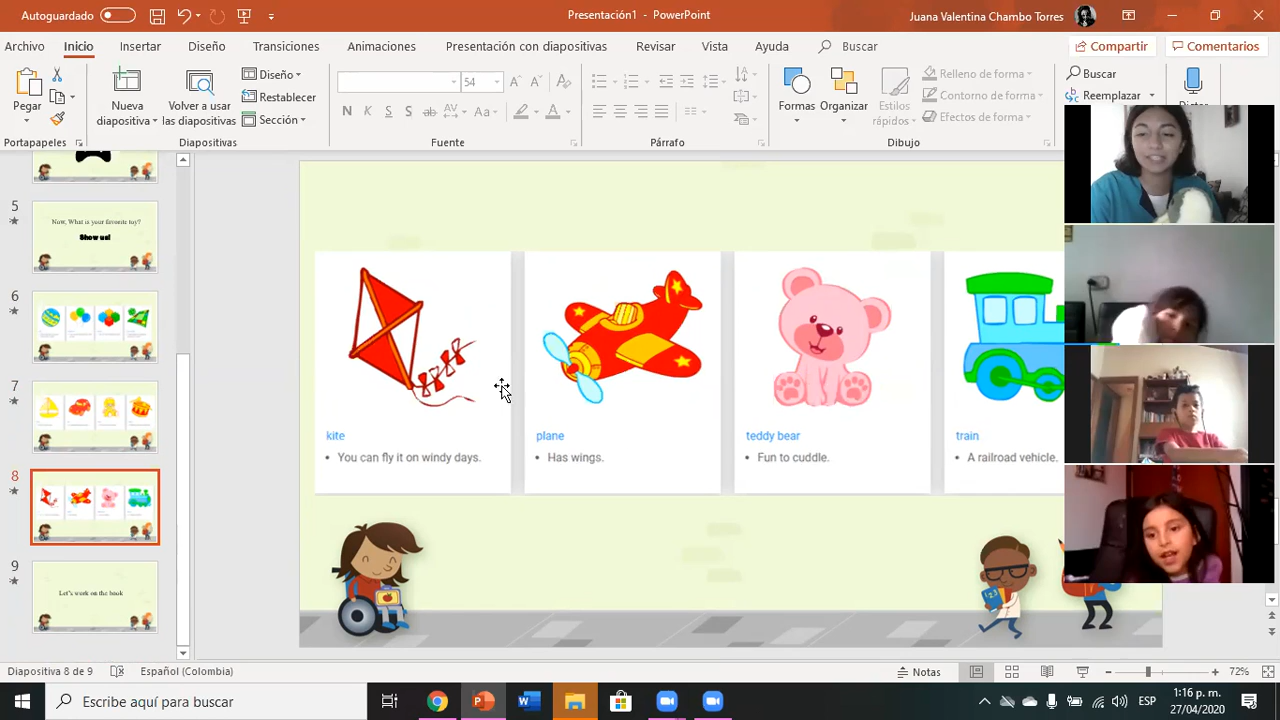 Autoguardado
Presentación1 - PowerPoint
Juana Valentina Chambo Torres
Archivo Inicio Insertar Diseño Transiciones Animaciones Presentación con diapositivas Revisar Vista Ayuda Buscar
Compartir Comentarios
Pegar
Nueva diapositiva
Volver a usar las diapositivas
Diseño
Restablecer
Sección
54
N K S S ab AV Aa A
Formas
Organizar
Estilos rápidos
Relleno de forma
Contorno de forma
Efectos de forma
Buscar
Reemplazar
Portapapeles Diapositivas Fuente Párrafo Dibujo
5
Now, What is your favorite toy?
Show us!
6
7
8
9
Let's work on the book
kite
• You can fly it on windy days.
plane
• Has wings.
teddy bear
• Fun to cuddle.
train
• A railroad vehicle.
Diapositiva 8 de 9
Español (Colombia)
Notas
72%
Escribe aquí para buscar
ESP
1:16 p. m.
27/04/2020